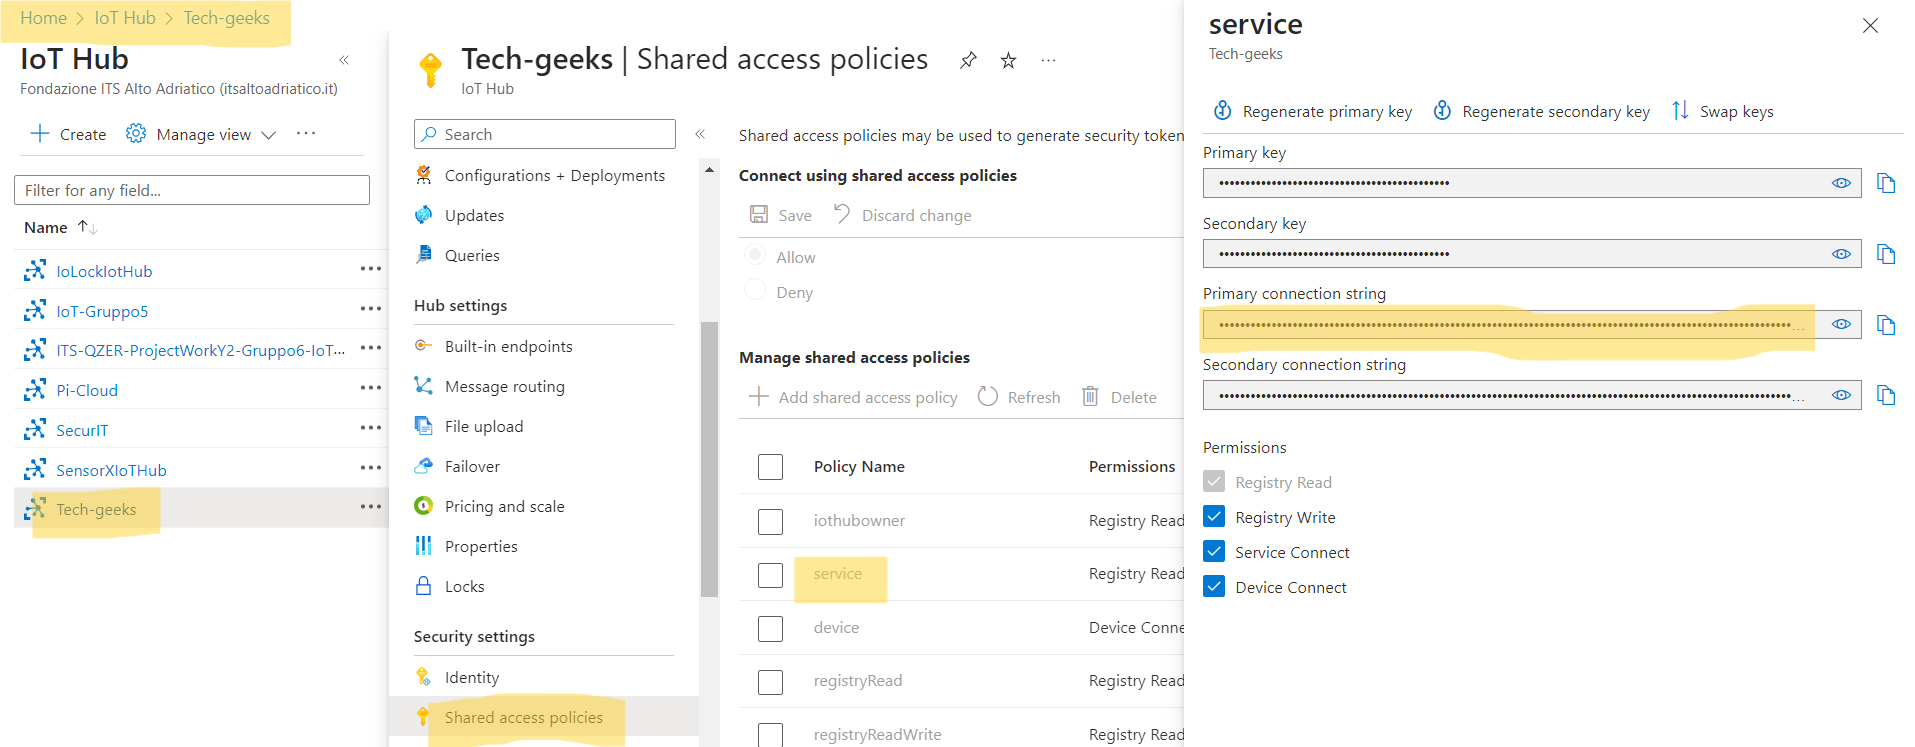 Home > IoT Hub > Tech-geeks
IoT Hub
Fondazione ITS Alto Adriatico (itsaltoadriatico.it)
Create Manage view
Filter for any field...
Name
IoLockIotHub
IoT-Gruppo5
ITS-QZER-ProjectWorkY2-Gruppo6-IoT...
Pi-Cloud
SecurIT
SensorXIoTHub
Tech-geeks
Tech-geeks | Shared access policies
IoT Hub
Search
Configurations + Deployments
Updates
Queries
Hub settings
Built-in endpoints
Message routing
File upload
Failover
Pricing and scale
Properties
Locks
Security settings
Identity
Shared access policies
Shared access policies may be used to generate security token
Connect using shared access policies
Save Discard change
Allow
Deny
Manage shared access policies
Add shared access policy Refresh Delete
Policy Name Permissions
iothubowner Registry Read
service Registry Read
device Device Conne
registryRead Registry Read
registryReadWrite Registry Read
service
Tech-geeks
Regenerate primary key Regenerate secondary key Swap keys
Primary key
Secondary key
Primary connection string
Secondary connection string
Permissions
Registry Read
Registry Write
Service Connect
Device Connect